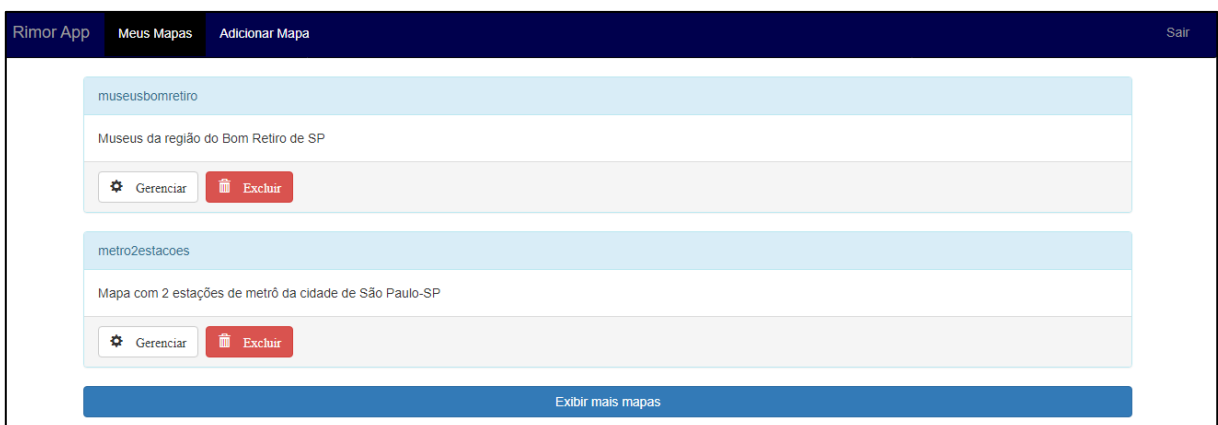 Rimor App Meus Mapas Adicionar Mapa Sair
museusbomretiro
Museus da região do Bom Retiro de SP
Gerenciar Excluir
metro2estacoes
Mapa com 2 estações de metrô da cidade de São Paulo-SP
Gerenciar Excluir
Exibir mais mapas